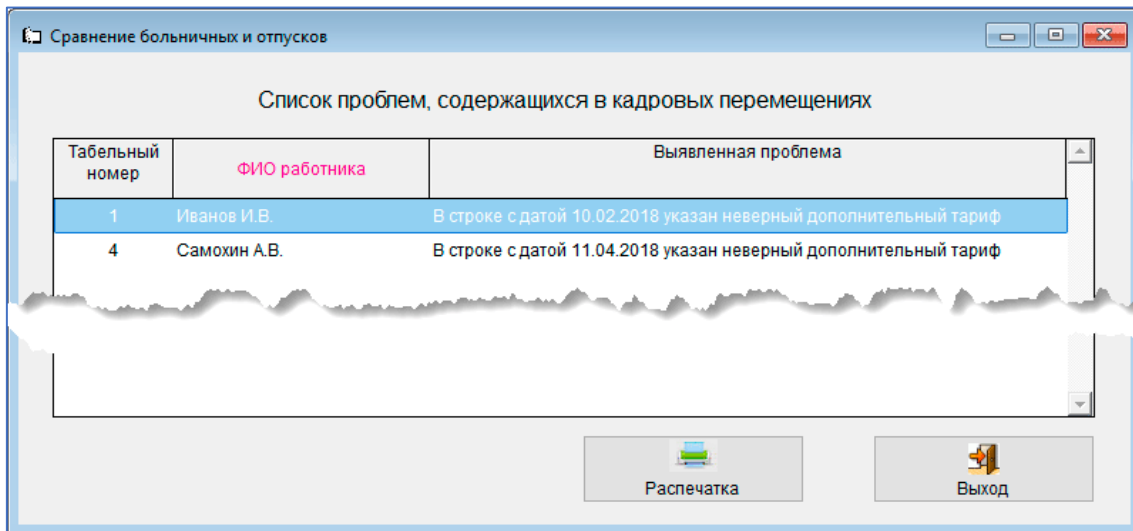 Сравнение больничных и отпусков
Список проблем, содержащихся в кадровых перемещениях
Табельный номер ФИО работника Выявленная проблема
1 Иванов И.В. В строке с датой 10.02.2018 указан неверный дополнительный тариф
4 Самохин А.В. В строке с датой 11.04.2018 указан неверный дополнительный тариф
Распечатка Выход